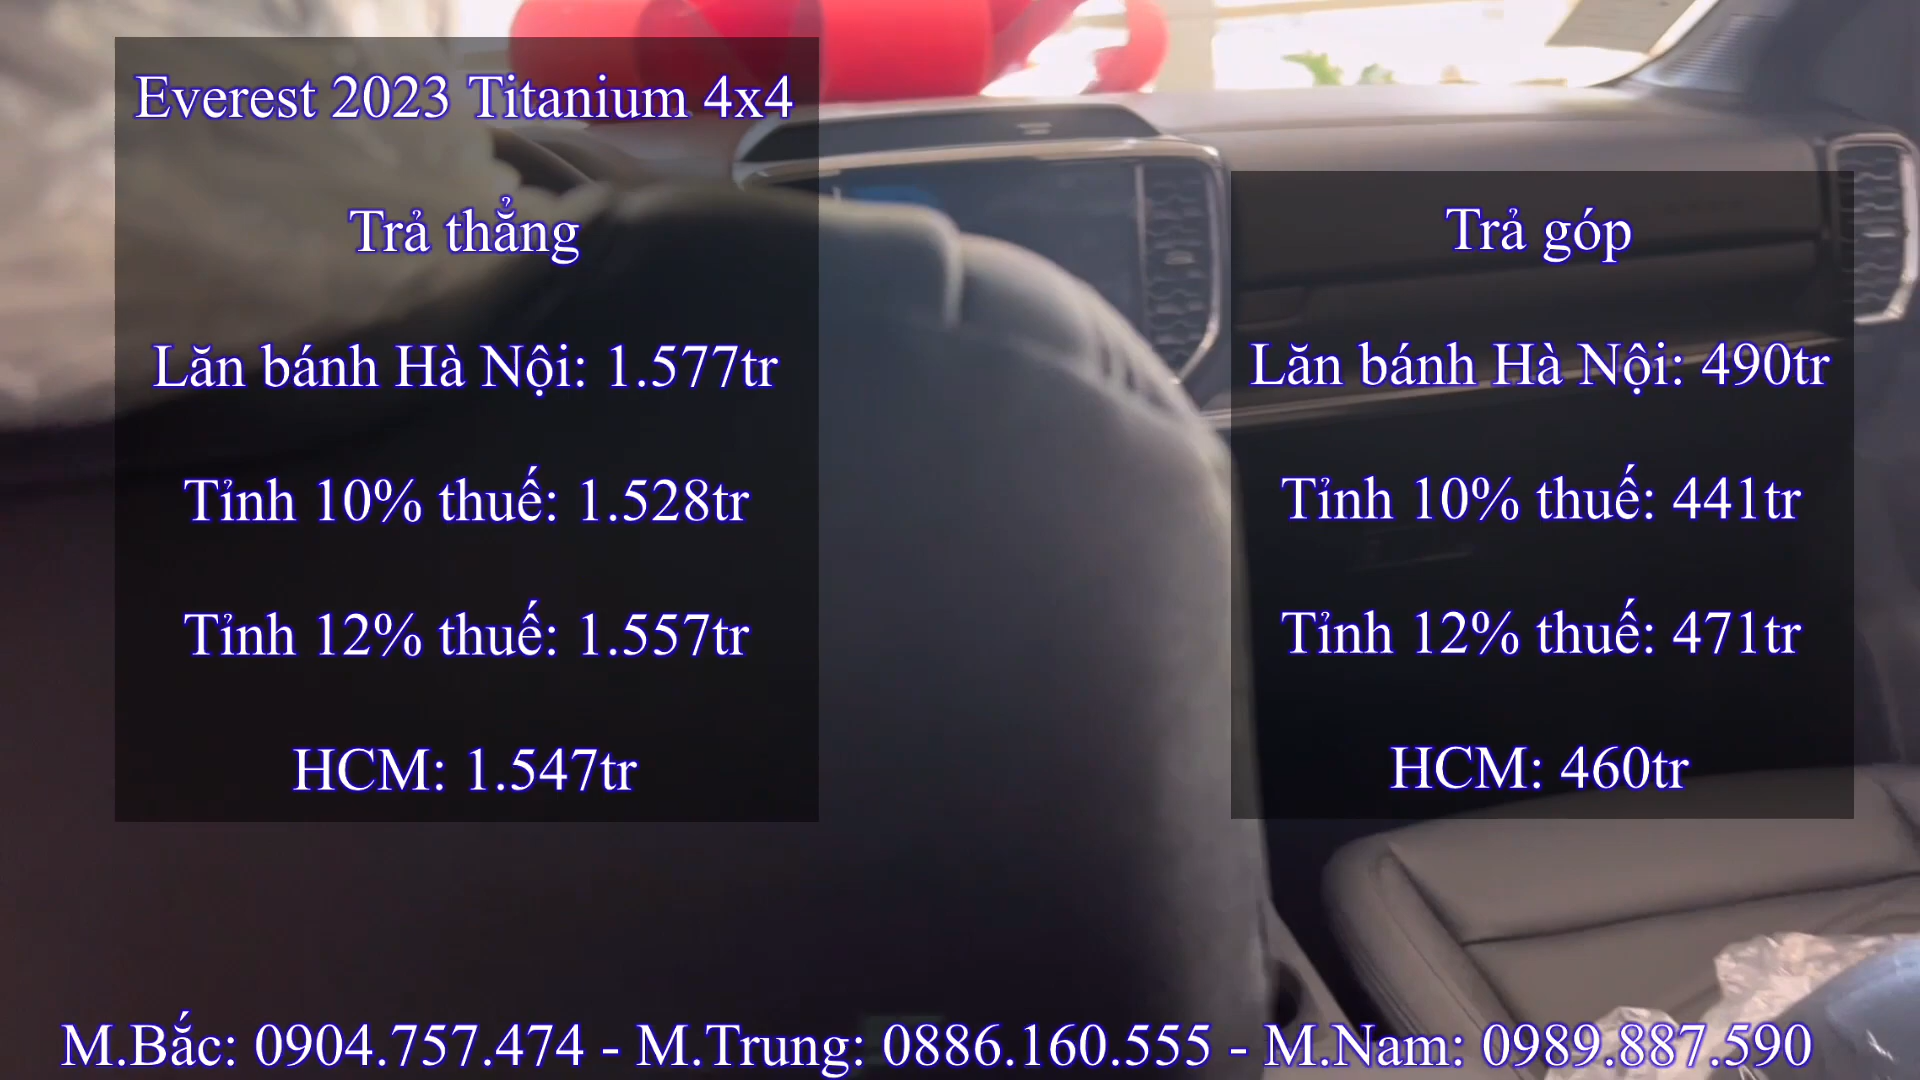 Everest 2023 Titanium 4x4
Trả thẳng
Lăn bánh Hà Nội: 1.577tr
Tỉnh 10% thuế: 1.528tr
Tỉnh 12% thuế: 1.557tr
HCM: 1.547tr
Trả góp
Lăn bánh Hà Nội: 490tr
Tỉnh 10% thuế: 441tr
Tỉnh 12% thuế: 471tr
HCM: 460tr
M.Bắc: 0904.757.474 - M.Trung: 0886.160.555 - M.Nam: 0989.887.590